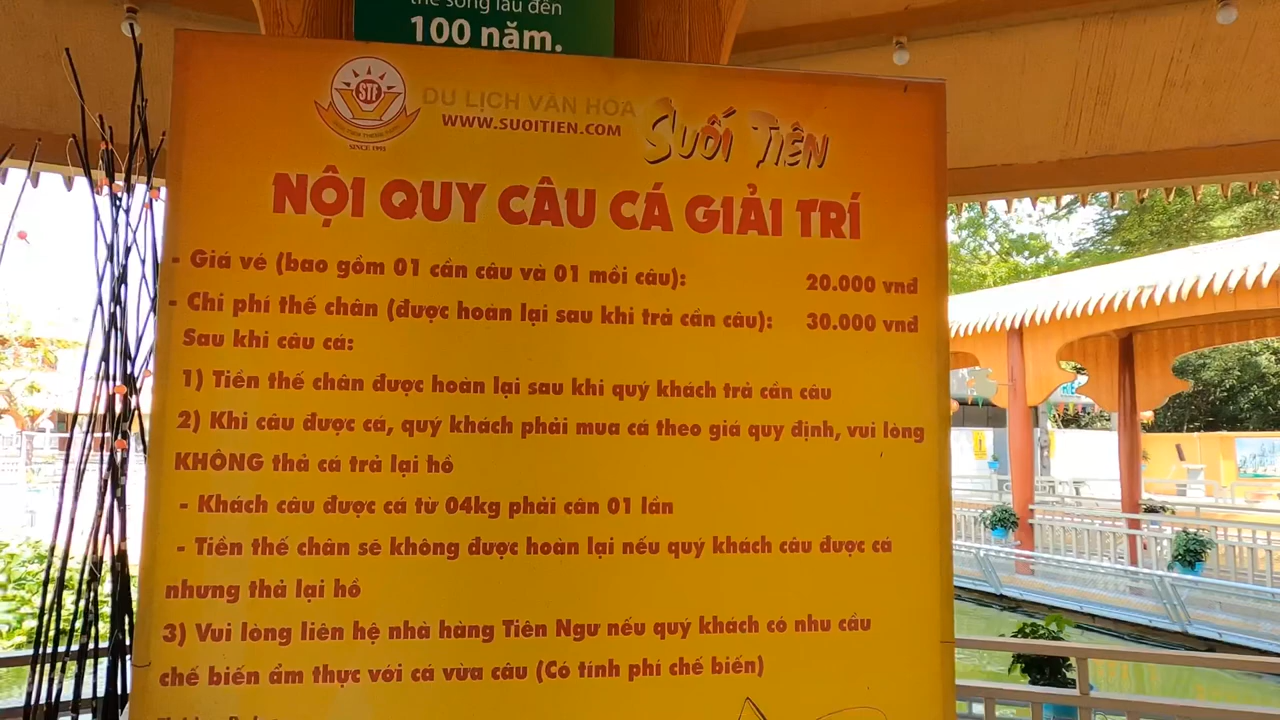 thể sống lâu đến
100 năm.
STF
SINCE 1993
DU LỊCH VĂN HÓA
WWW.SUOITIEN.COM
SUỐI TIÊN
NỘI QUY CÂU CÁ GIẢI TRÍ
- Giá vé (bao gồm 01 cần câu và 01 mồi câu): 20.000 vnđ
- Chi phí thế chân (được hoàn lại sau khi trả cần câu): 30.000 vnđ
Sau khi câu cá:
1) Tiền thế chân được hoàn lại sau khi quý khách trả cần câu
2) Khi câu được cá, quý khách phải mua cá theo giá quy định, vui lòng
KHÔNG thả cá trả lại hồ
- Khách câu được cá từ 04kg phải cân 01 lần
- Tiền thế chân sẽ không được hoàn lại nếu quý khách câu được cá
nhưng thả lại hồ
3) Vui lòng liên hệ nhà hàng Tiên Ngư nếu quý khách có nhu cầu
chế biến ẩm thực với cá vừa câu (Có tính phí chế biến)